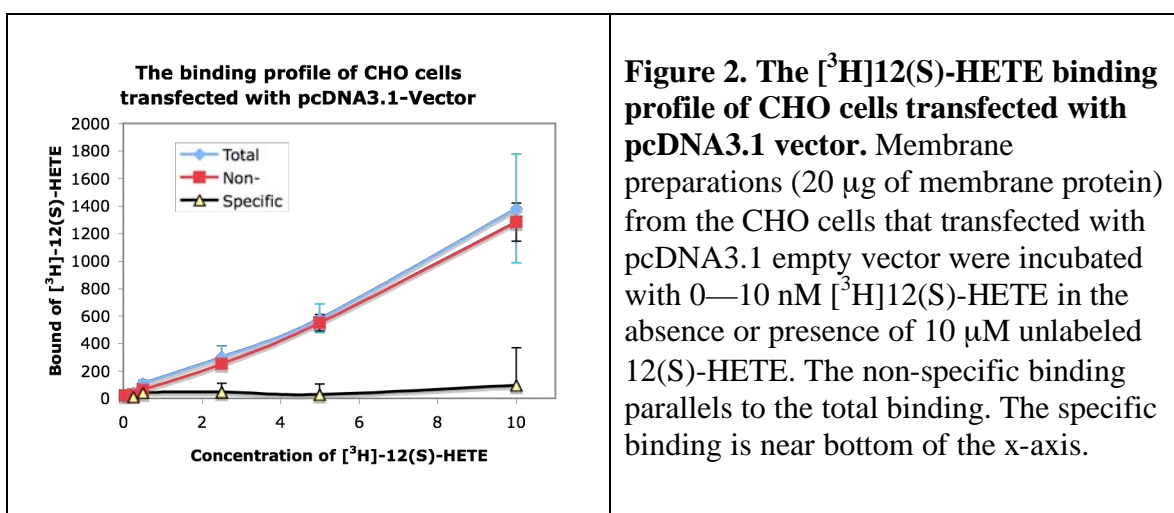 The binding profile of CHO cells
transfected with pcDNA3.1-Vector
2000
1800
1600
1400
1200
1000
800
600
400
200
0
Total
Non-
Specific
0
2
4
6
8
10
Bound of [³H]-12(S)-HETE
Concentration of [³H]-12(S)-HETE
Figure 2. The [³H]12(S)-HETE binding
profile of CHO cells transfected with
pcDNA3.1 vector. Membrane
preparations (20 µg of membrane protein)
from the CHO cells that transfected with
pcDNA3.1 empty vector were incubated
with 0—10 nM [³H]12(S)-HETE in the
absence or presence of 10 µM unlabeled
12(S)-HETE. The non-specific binding
parallels to the total binding. The specific
binding is near bottom of the x-axis.